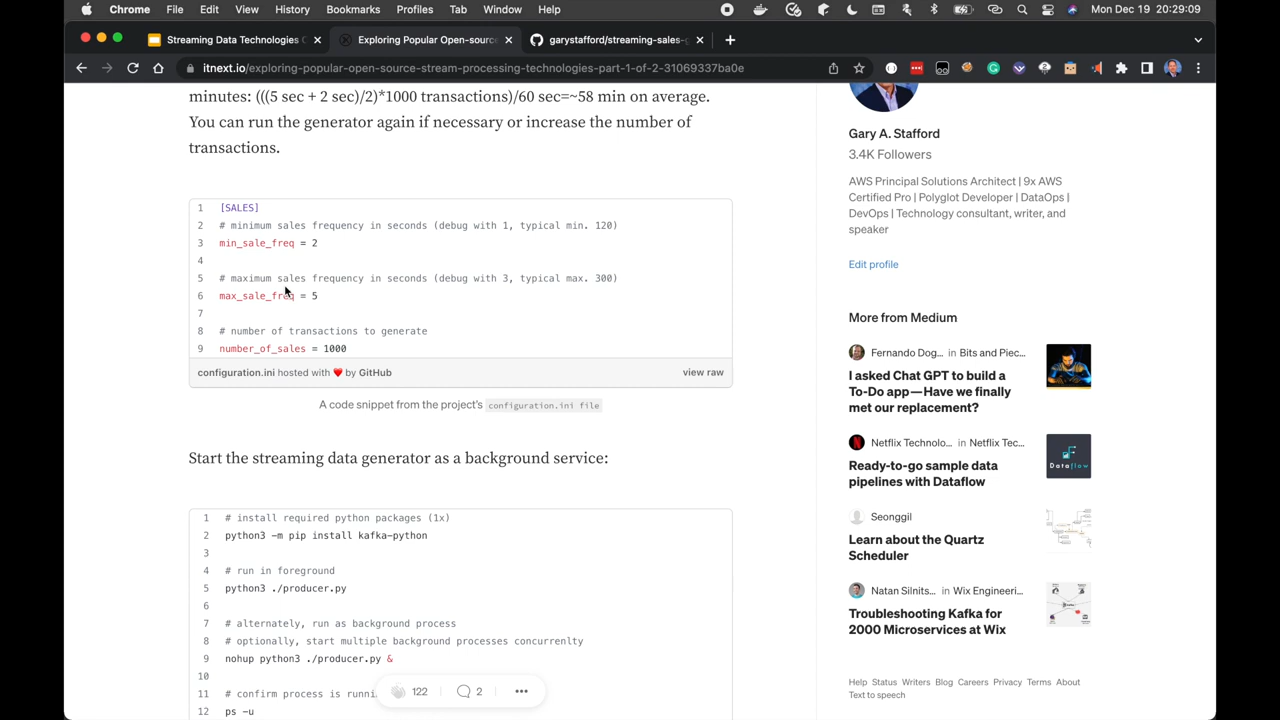 Chrome File Edit View History Bookmarks Profiles Tab Window Help Mon Dec 19 20:29:09
Streaming Data Technologies
Exploring Popular Open-source
garystafford/streaming-sales-
itnext.io/exploring-popular-open-source-stream-processing-technologies-part-1-of-2-31069337ba0e
minutes: (((5 sec + 2 sec)/2)*1000 transactions)/60 sec=~58 min on average.
You can run the generator again if necessary or increase the number of
transactions.
1 [SALES]
2 # minimum sales frequency in seconds (debug with 1, typical min. 120)
3 min_sale_freq = 2
4
5 # maximum sales frequency in seconds (debug with 3, typical max. 300)
6 max_sale_freq = 5
7
8 # number of transactions to generate
9 number_of_sales = 1000
configuration.ini hosted with ❤ by GitHub view raw
A code snippet from the project's configuration.ini file
Start the streaming data generator as a background service:
1 # install required python packages (1x)
2 python3 -m pip install kafka-python
3
4 # run in foreground
5 python3 ./producer.py
6
7 # alternately, run as background process
8 # optionally, start multiple background processes concurrenlty
9 nohup python3 ./producer.py &
10
11 # confirm process is runni
12 ps -u
122 2
Gary A. Stafford
3.4K Followers
AWS Principal Solutions Architect | 9x AWS
Certified Pro | Polyglot Developer | DataOps |
DevOps | Technology consultant, writer, and
speaker
Edit profile
More from Medium
Fernando Dog... in Bits and Piec...
I asked Chat GPT to build a
To-Do app — Have we finally
met our replacement?
Netflix Technolo... in Netflix Tec...
Ready-to-go sample data
pipelines with Dataflow
Dataflow
Seonggil
Learn about the Quartz
Scheduler
Natan Silnits... in Wix Engineeri...
Troubleshooting Kafka for
2000 Microservices at Wix
Help Status Writers Blog Careers Privacy Terms About
Text to speech